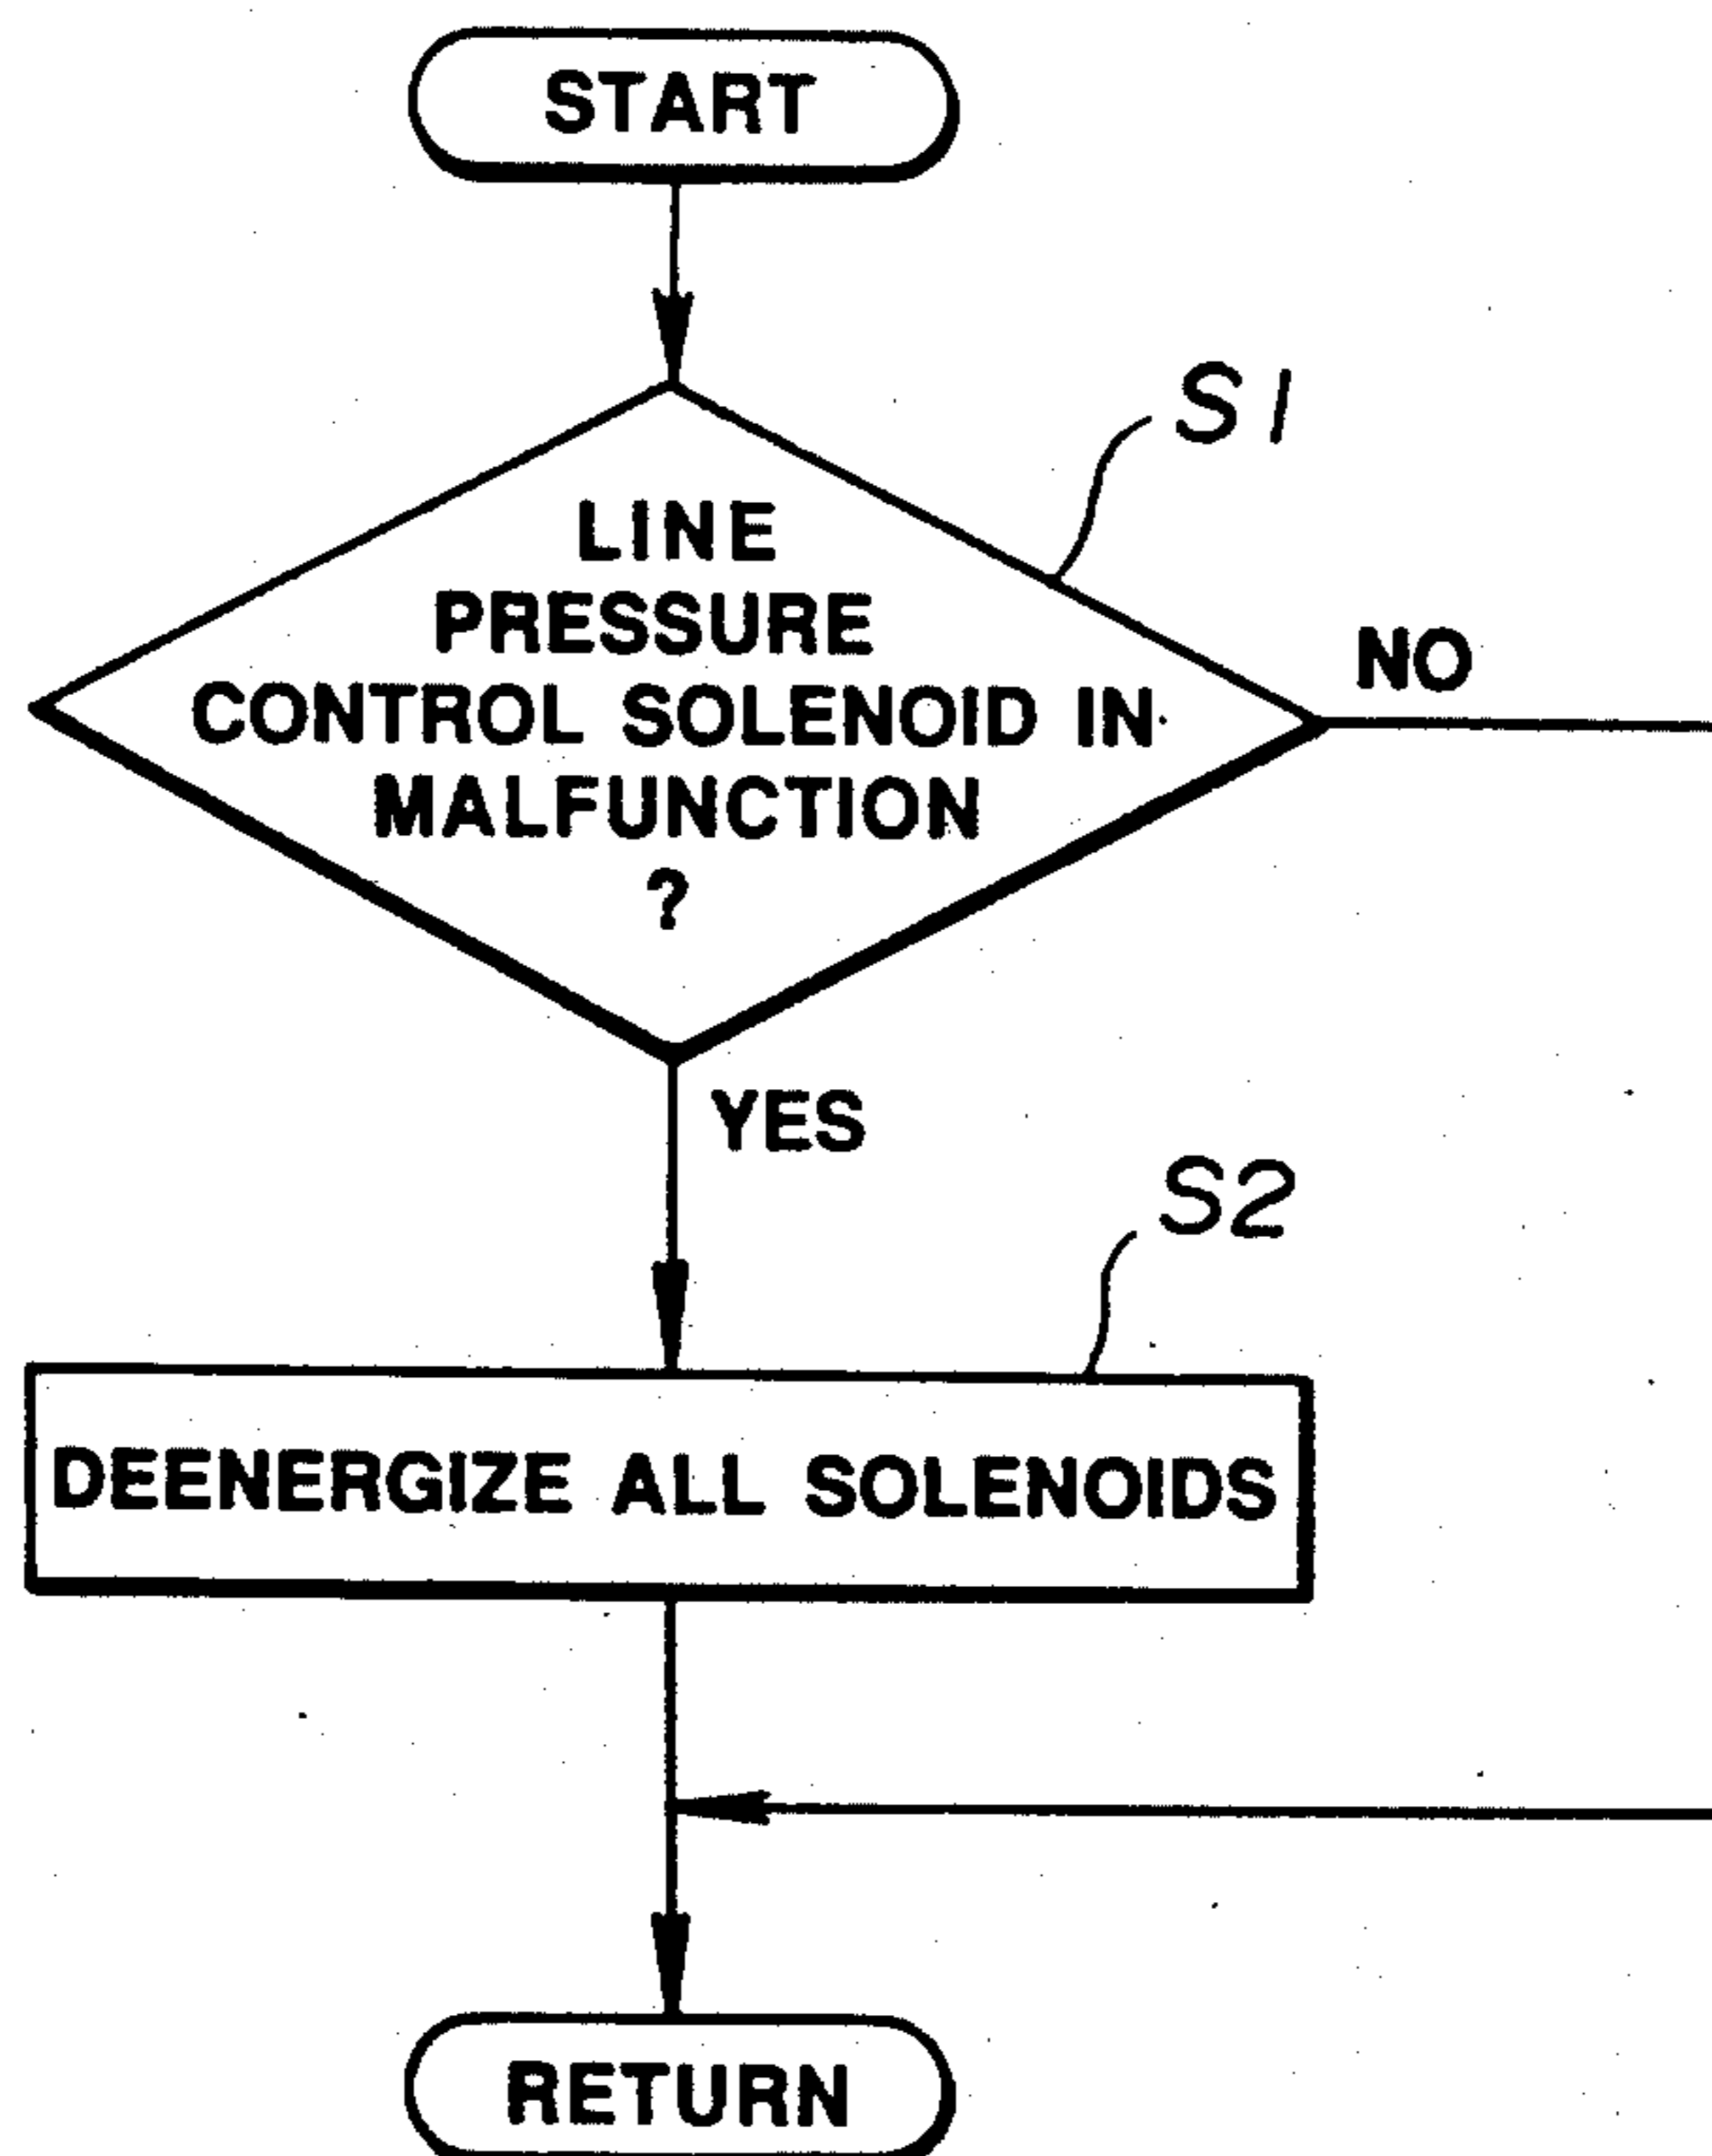 START
S1
LINE
PRESSURE
CONTROL SOLENOID IN
MALFUNCTION
?
NO
YES
S2
DEENERGIZE ALL SOLENOIDS
RETURN